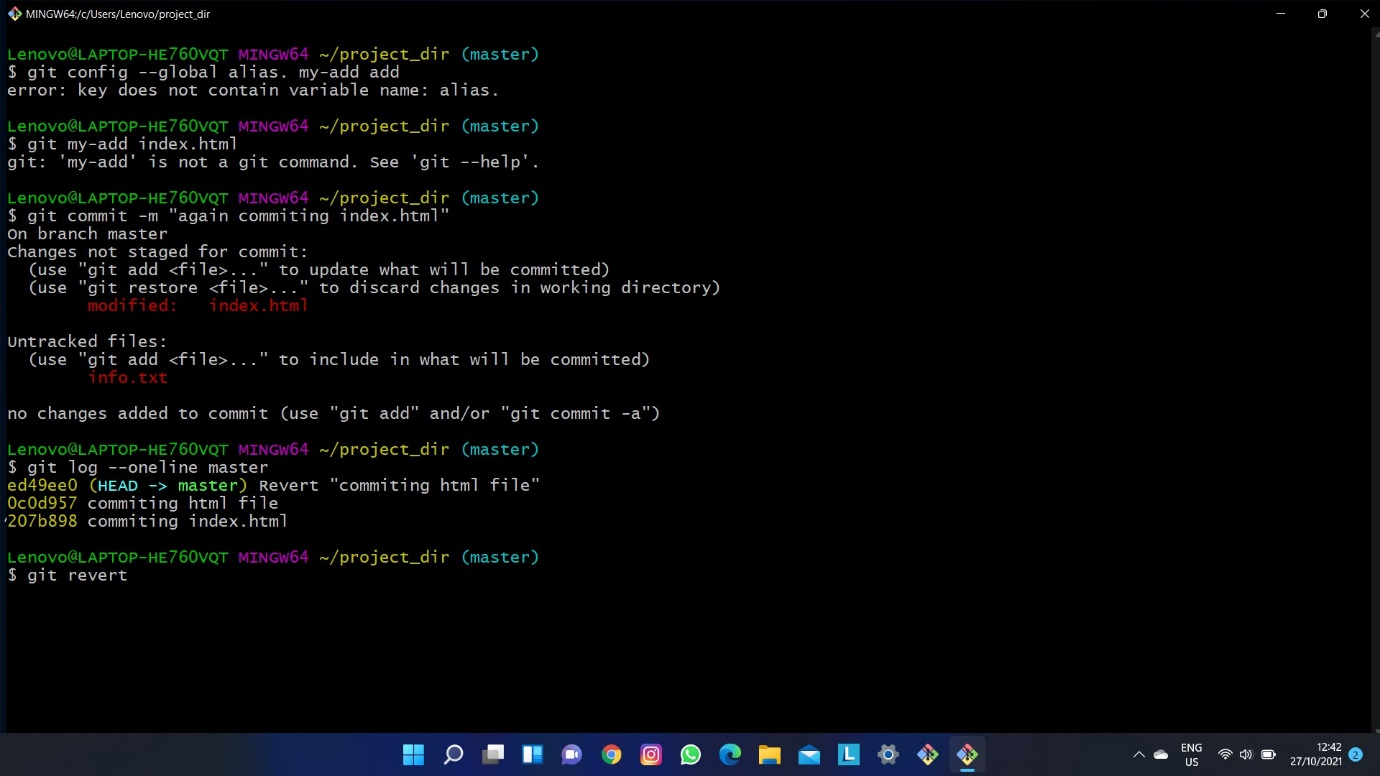 MINGW64:/c/Users/Lenovo/project_dir
Lenovo@LAPTOP-HE760VQT MINGW64 ~/project_dir (master)
$ git config --global alias. my-add add
error: key does not contain variable name: alias.
Lenovo@LAPTOP-HE760VQT MINGW64 ~/project_dir (master)
$ git my-add index.html
git: 'my-add' is not a git command. See 'git --help'.
Lenovo@LAPTOP-HE760VQT MINGW64 ~/project_dir (master)
$ git commit -m "again commiting index.html"
On branch master
Changes not staged for commit:
  (use "git add <file>..." to update what will be committed)
  (use "git restore <file>..." to discard changes in working directory)
        modified:   index.html
Untracked files:
  (use "git add <file>..." to include in what will be committed)
        info.txt
no changes added to commit (use "git add" and/or "git commit -a")
Lenovo@LAPTOP-HE760VQT MINGW64 ~/project_dir (master)
$ git log --oneline master
ed49ee0 (HEAD -> master) Revert "commiting html file"
0c0d957 commiting html file
207b898 commiting index.html
Lenovo@LAPTOP-HE760VQT MINGW64 ~/project_dir (master)
$ git revert
L
ENG
US
12:42
27/10/2021
2